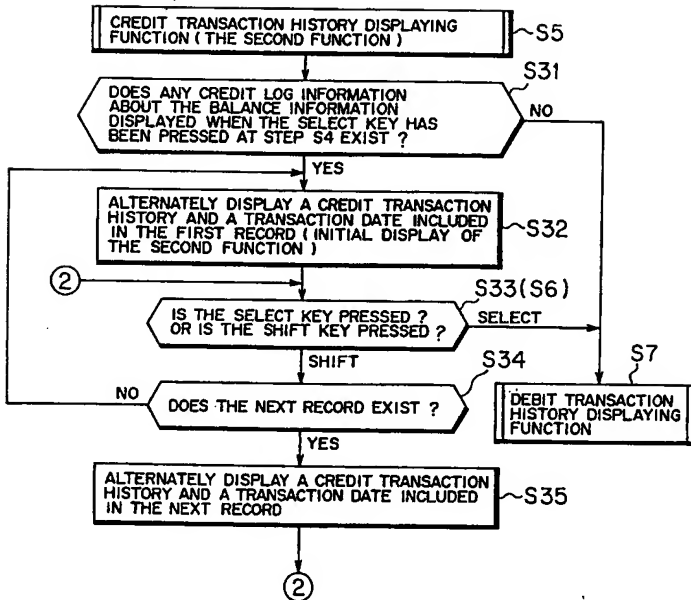 CREDIT TRANSACTION HISTORY DISPLAYING
FUNCTION ( THE SECOND FUNCTION )
S5
S31
DOES ANY CREDIT LOG INFORMATION
ABOUT THE BALANCE INFORMATION
DISPLAYED WHEN THE SELECT KEY HAS
BEEN PRESSED AT STEP S4 EXIST ?
NO
YES
ALTERNATELY DISPLAY A CREDIT TRANSACTION
HISTORY AND A TRANSACTION DATE INCLUDED
IN THE FIRST RECORD ( INITIAL DISPLAY OF
THE SECOND FUNCTION )
S32
2
S33(S6)
IS THE SELECT KEY PRESSED ?
OR IS THE SHIFT KEY PRESSED ?
SELECT
SHIFT
S34
NO
DOES THE NEXT RECORD EXIST ?
S7
DEBIT TRANSACTION
HISTORY DISPLAYING
FUNCTION
YES
ALTERNATELY DISPLAY A CREDIT TRANSACTION
HISTORY AND A TRANSACTION DATE INCLUDED
IN THE NEXT RECORD
S35
2